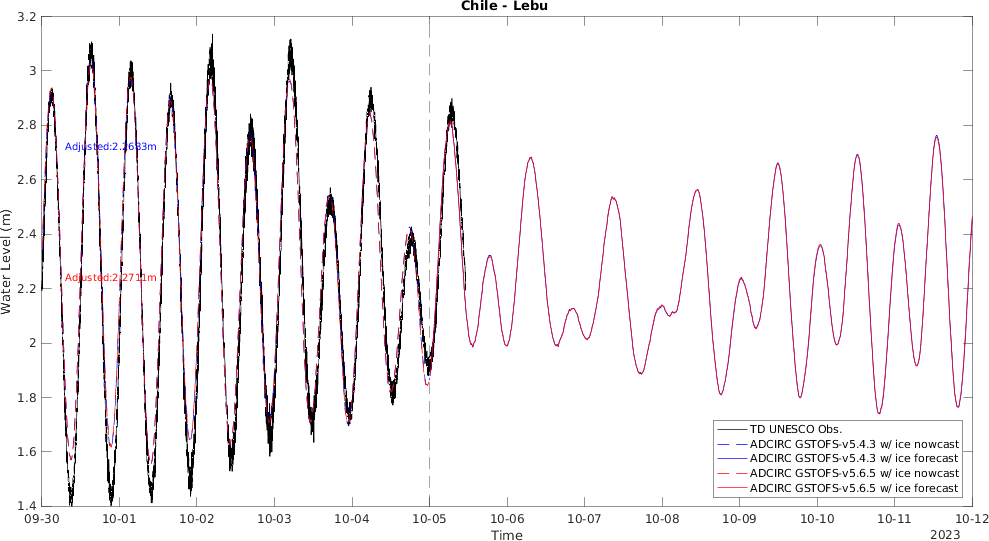 Chile - Lebu
3.2
3
2.8
2.6
2.4
2.2
2
1.8
1.6
1.4
Water Level (m)
Adjusted:2.2683m
Adjusted:2.2711m
TD UNESCO Obs.
ADCIRC GSTOFS-v5.4.3 w/ ice nowcast
ADCIRC GSTOFS-v5.4.3 w/ ice forecast
ADCIRC GSTOFS-v5.6.5 w/ ice nowcast
ADCIRC GSTOFS-v5.6.5 w/ ice forecast
09-30 10-01 10-02 10-03 10-04 10-05 10-06 10-07 10-08 10-09 10-10 10-11 10-12
Time
2023